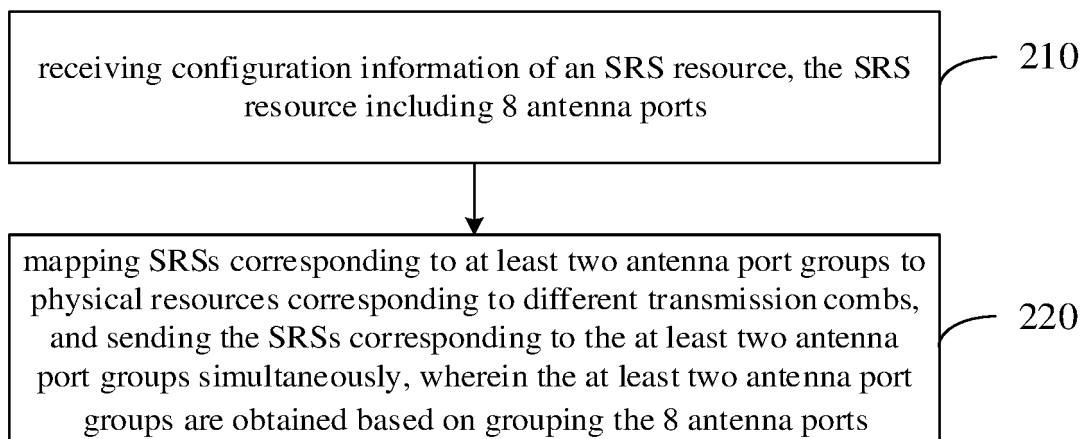 receiving configuration information of an SRS resource, the SRS
resource including 8 antenna ports
210
mapping SRSs corresponding to at least two antenna port groups to
physical resources corresponding to different transmission combs,
and sending the SRSs corresponding to the at least two antenna
port groups simultaneously, wherein the at least two antenna port
groups are obtained based on grouping the 8 antenna ports
220